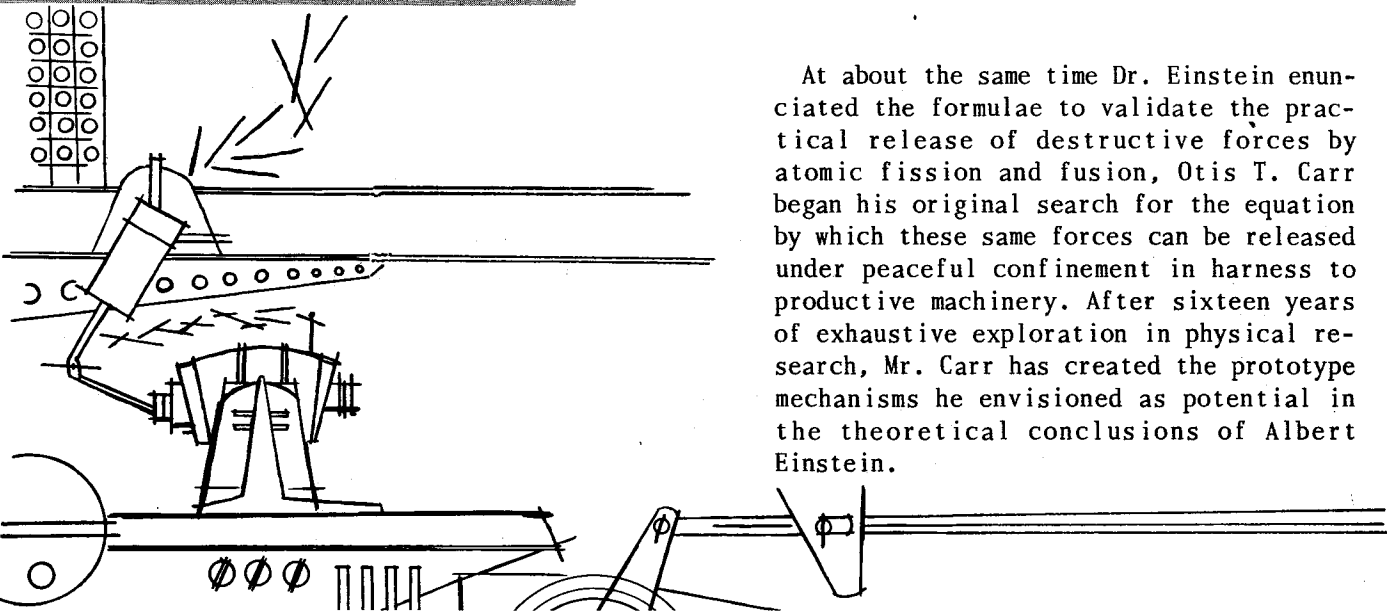 At about the same time Dr. Einstein enun-
ciated the formulae to validate the prac-
tical release of destructive forces by
atomic fission and fusion, Otis T. Carr
began his original search for the equation
by which these same forces can be released
under peaceful confinement in harness to
productive machinery. After sixteen years
of exhaustive exploration in physical re-
search, Mr. Carr has created the prototype
mechanisms he envisioned as potential in
the theoretical conclusions of Albert
Einstein.